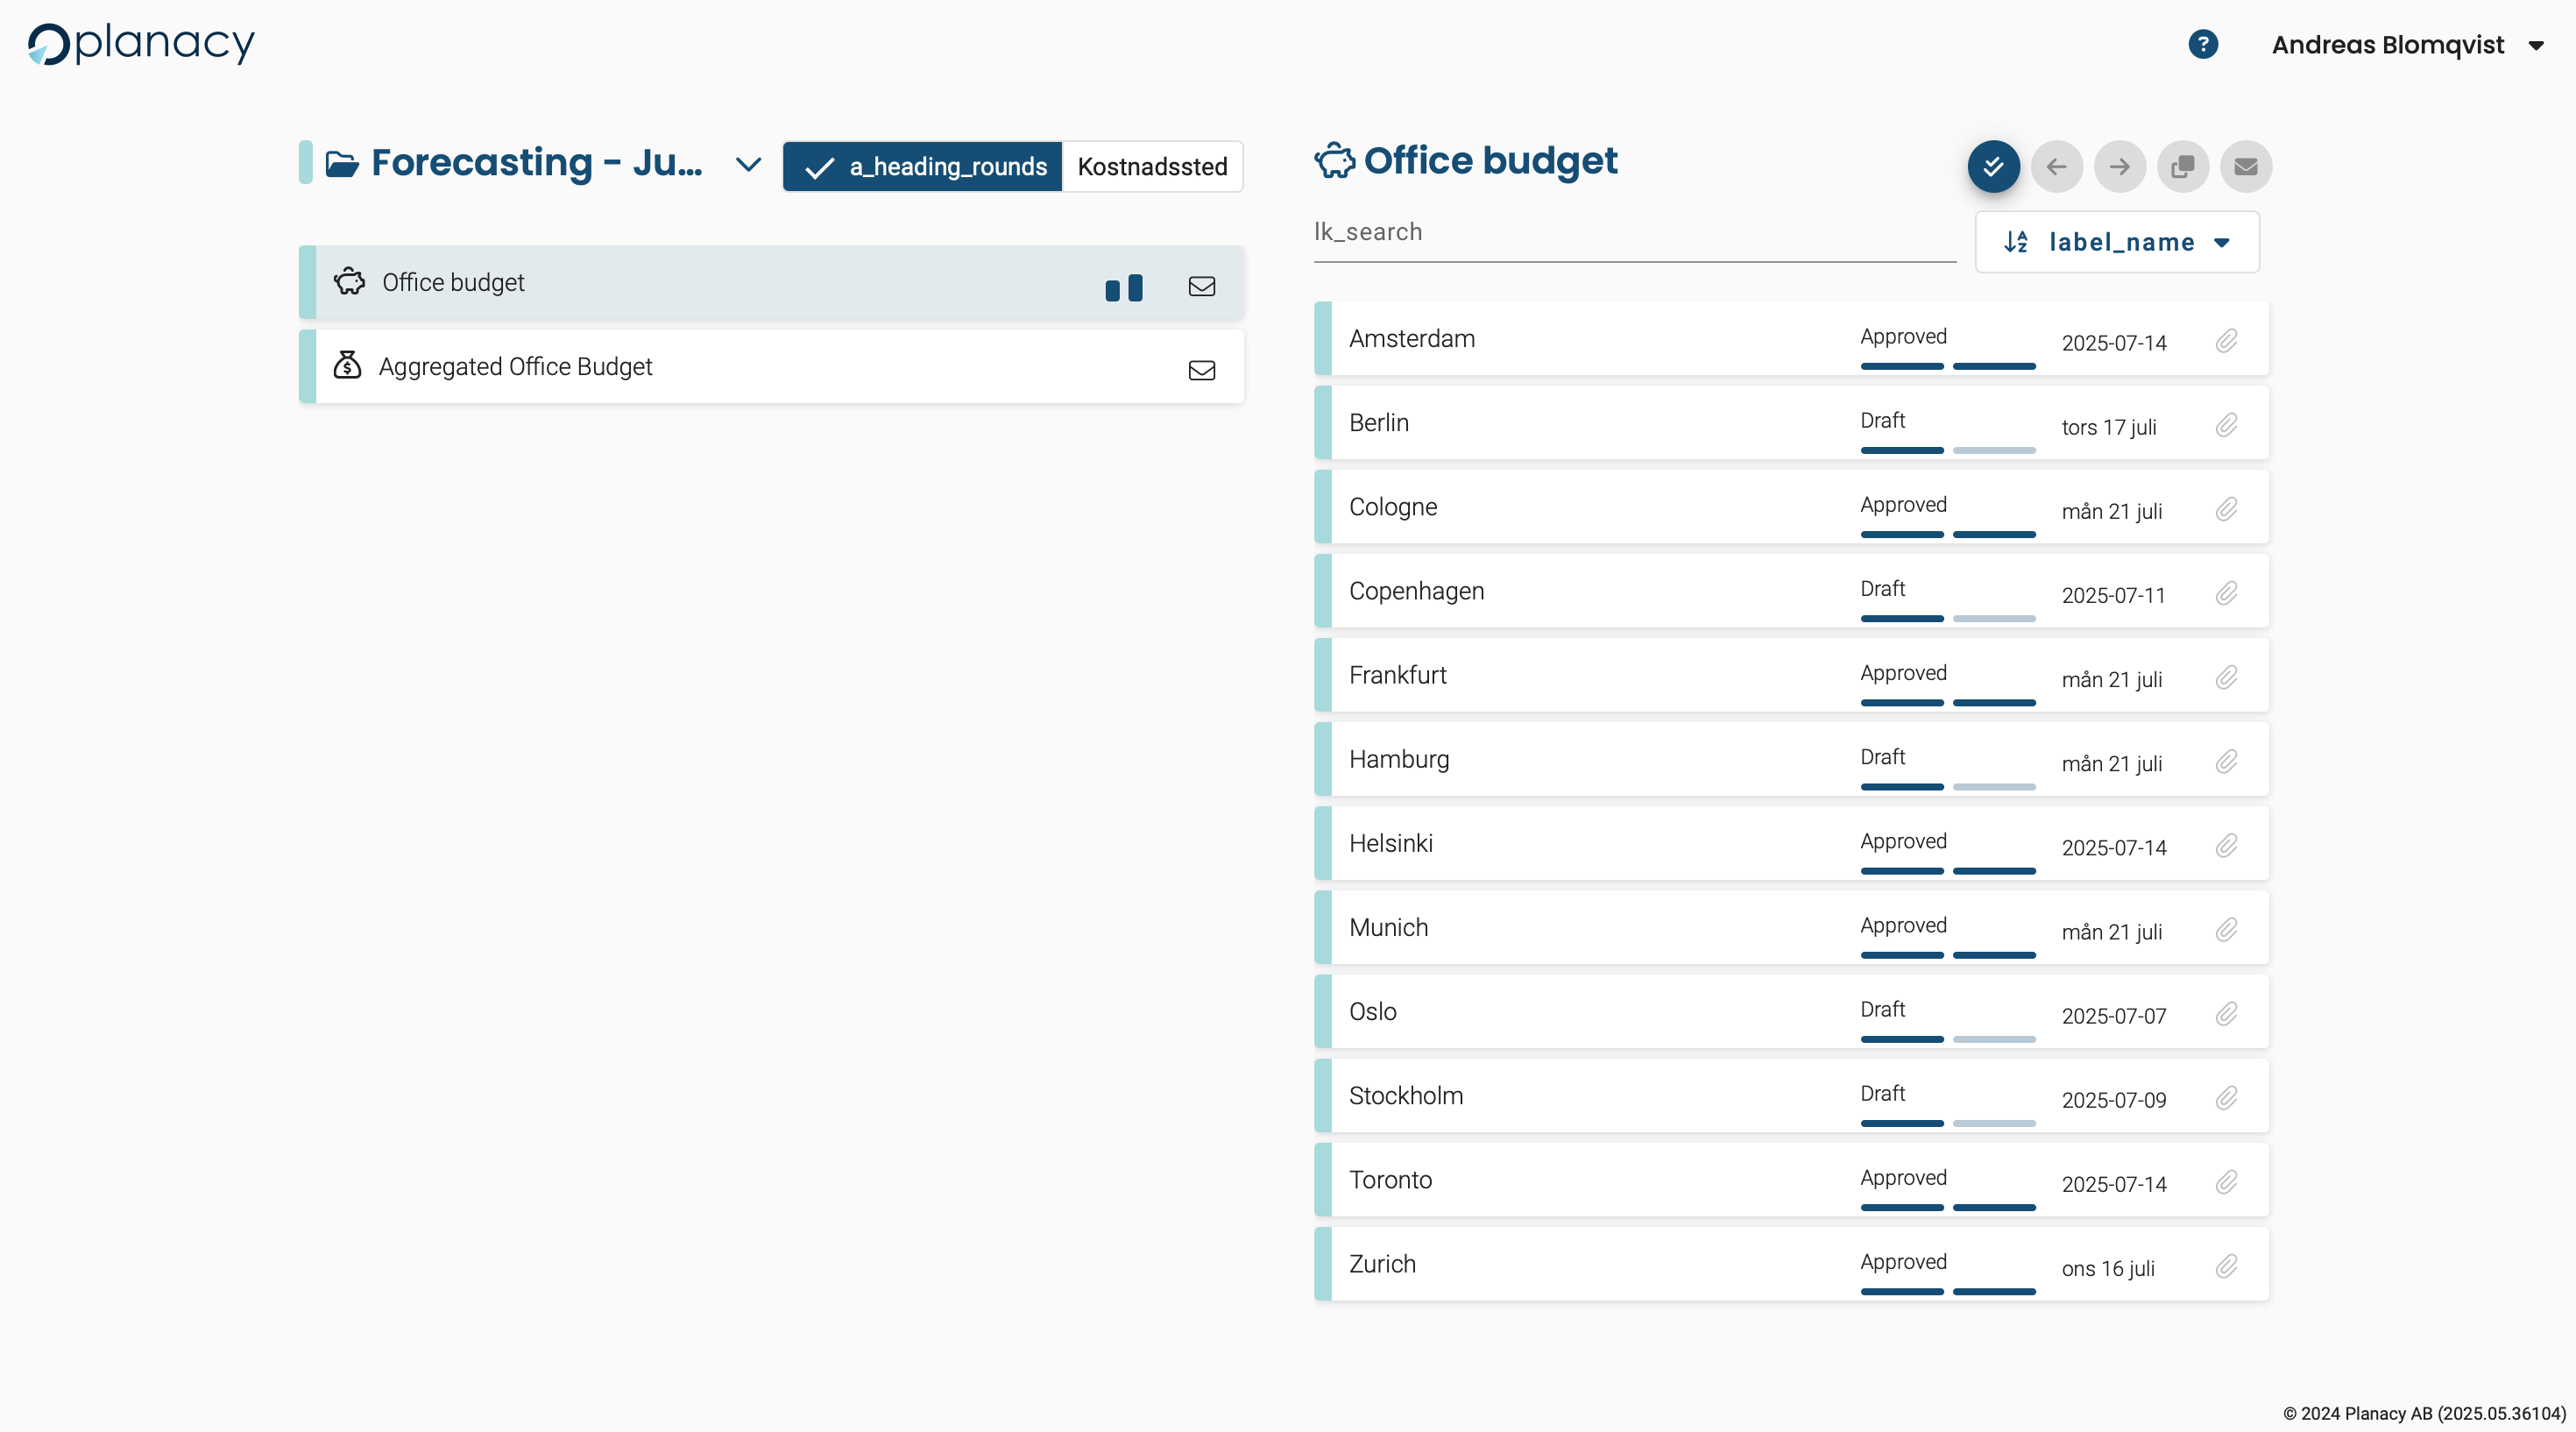 planacy
? Andreas Blomqvist
Forecasting - Ju...
a_heading_rounds
Kostnadssted
Office budget
Aggregated Office Budget
Office budget
lk_search
label_name
Amsterdam Approved 2025-07-14
Berlin Draft tors 17 juli
Cologne Approved mån 21 juli
Copenhagen Draft 2025-07-11
Frankfurt Approved mån 21 juli
Hamburg Draft mån 21 juli
Helsinki Approved 2025-07-14
Munich Approved mån 21 juli
Oslo Draft 2025-07-07
Stockholm Draft 2025-07-09
Toronto Approved 2025-07-14
Zurich Approved ons 16 juli
© 2024 Planacy AB (2025.05.36104)